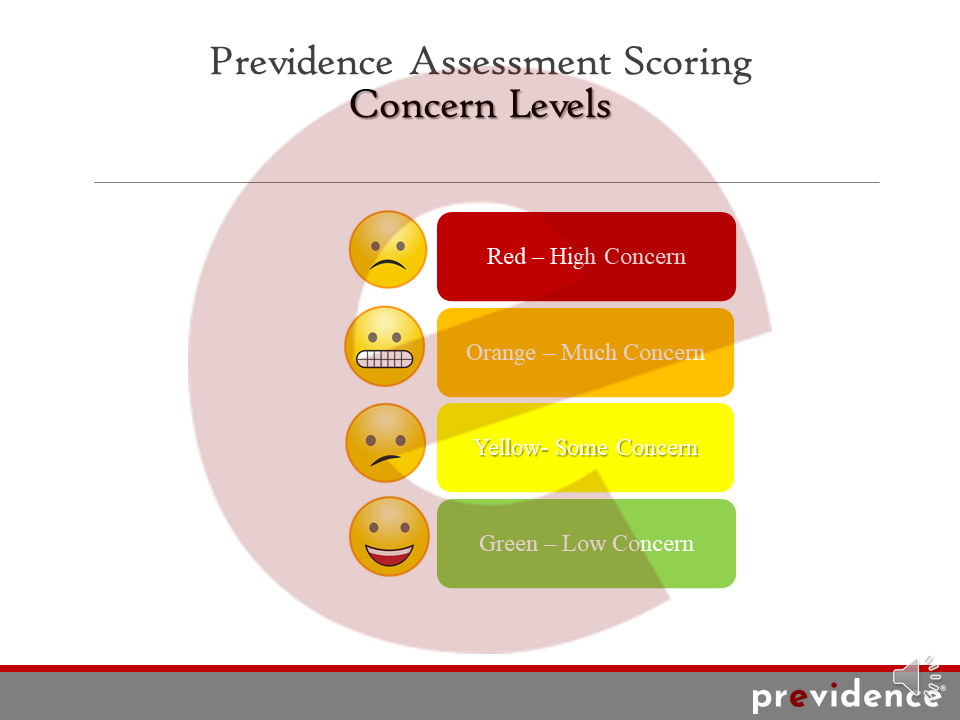 Previdence Assessment Scoring
Concern Levels
Red – High Concern
Orange – Much Concern
Yellow- Some Concern
Green – Low Concern
previdence®